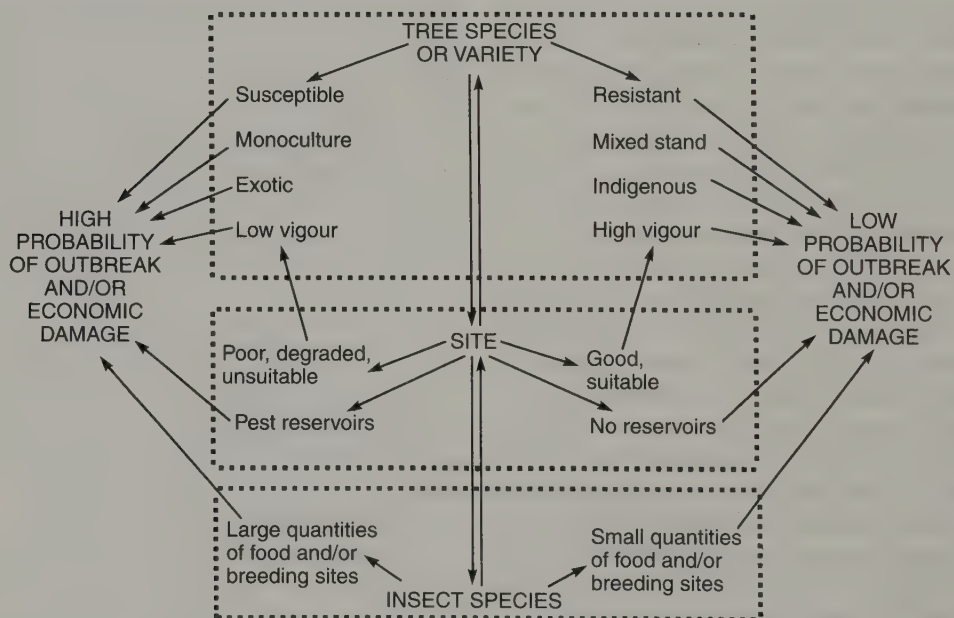 TREE SPECIES
OR VARIETY
Susceptible
Resistant
Monoculture
Mixed stand
Exotic
Indigenous
Low vigour
High vigour
HIGH
PROBABILITY
OF OUTBREAK
AND/OR
ECONOMIC
DAMAGE
LOW
PROBABILITY
OF OUTBREAK
AND/OR
ECONOMIC
DAMAGE
SITE
Poor, degraded,
unsuitable
Good,
suitable
Pest reservoirs
No reservoirs
Large quantities
of food and/or
breeding sites
Small quantities
of food and/or
breeding sites
INSECT SPECIES